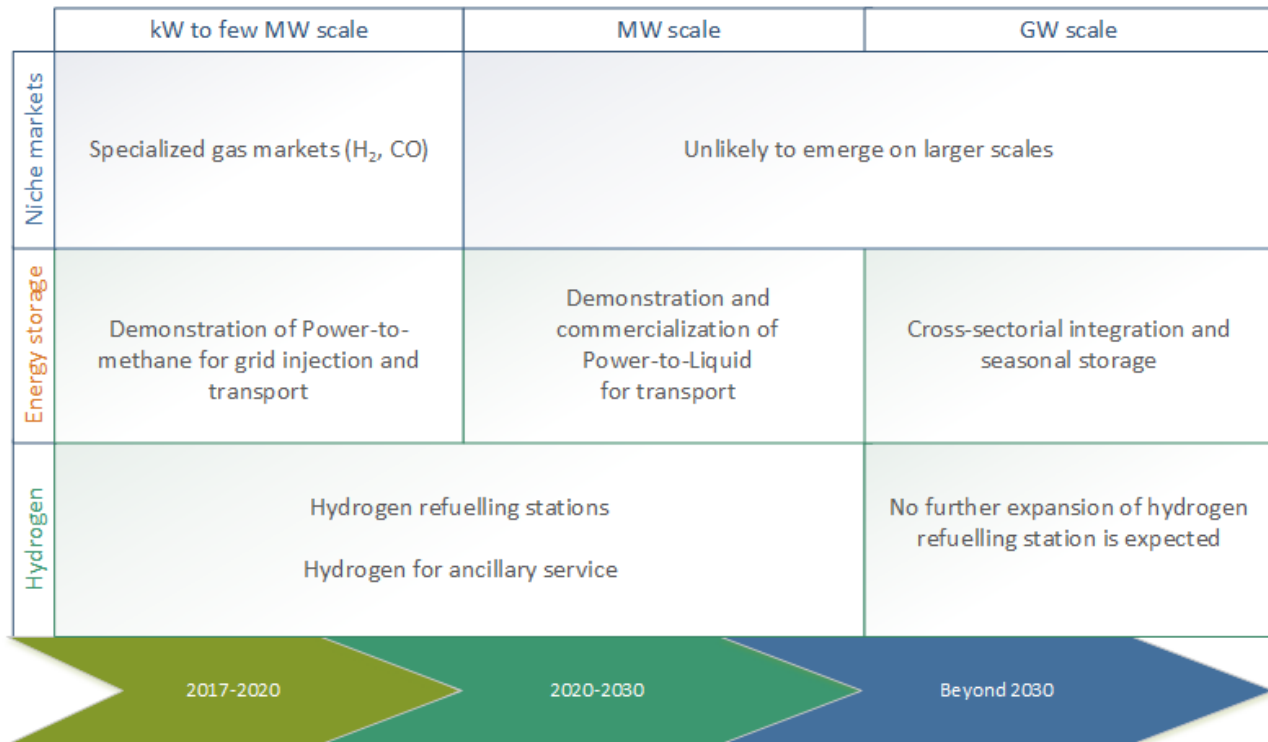 kW to few MW scale
MW scale
GW scale
Niche markets
Specialized gas markets (H₂, CO)
Unlikely to emerge on larger scales
Energy storage
Demonstration of Power-to-
methane for grid injection and
transport
Demonstration and
commercialization of
Power-to-Liquid
for transport
Cross-sectorial integration and
seasonal storage
Hydrogen
Hydrogen refuelling stations
Hydrogen for ancillary service
No further expansion of hydrogen
refuelling station is expected
2017-2020
2020-2030
Beyond 2030